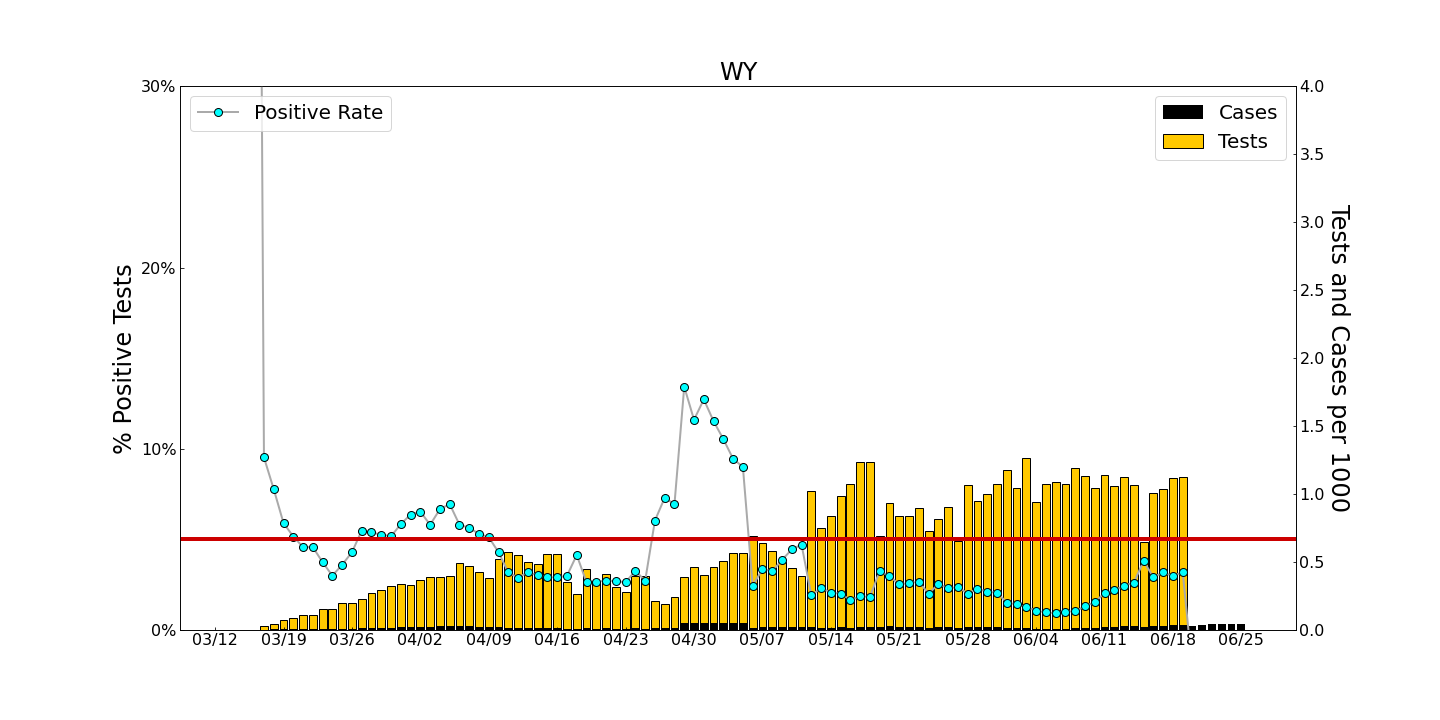 WY
Positive Rate
Cases
Tests
% Positive Tests
30%
20%
10%
0%
4.0
3.5
3.0
2.5
2.0
1.5
1.0
0.5
0.0
Tests and Cases per 1000
03/12 03/19 03/26 04/02 04/09 04/16 04/23 04/30 05/07 05/14 05/21 05/28 06/04 06/11 06/18 06/25